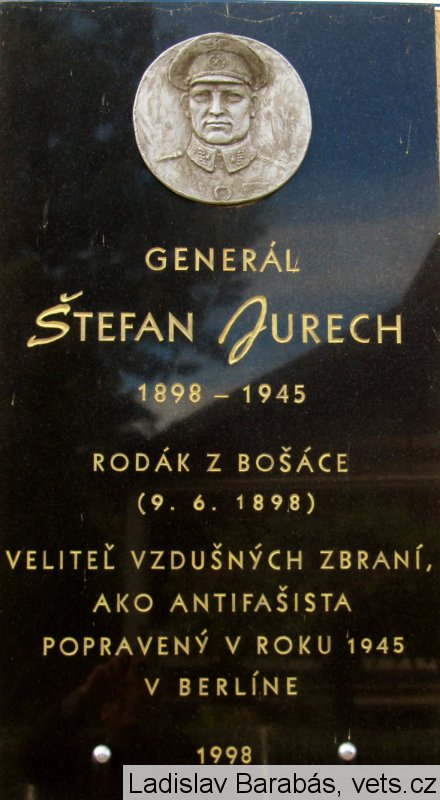 GENERÁL
ŠTEFAN JURECH
1898 – 1945
RODÁK Z BOŠÁCE
(9. 6. 1898)
VELITEĽ VZDUŠNÝCH ZBRANÍ,
AKO ANTIFAŠISTA
POPRAVENÝ V ROKU 1945
V BERLÍNE
1998
Ladislav Barabás, vets.cz